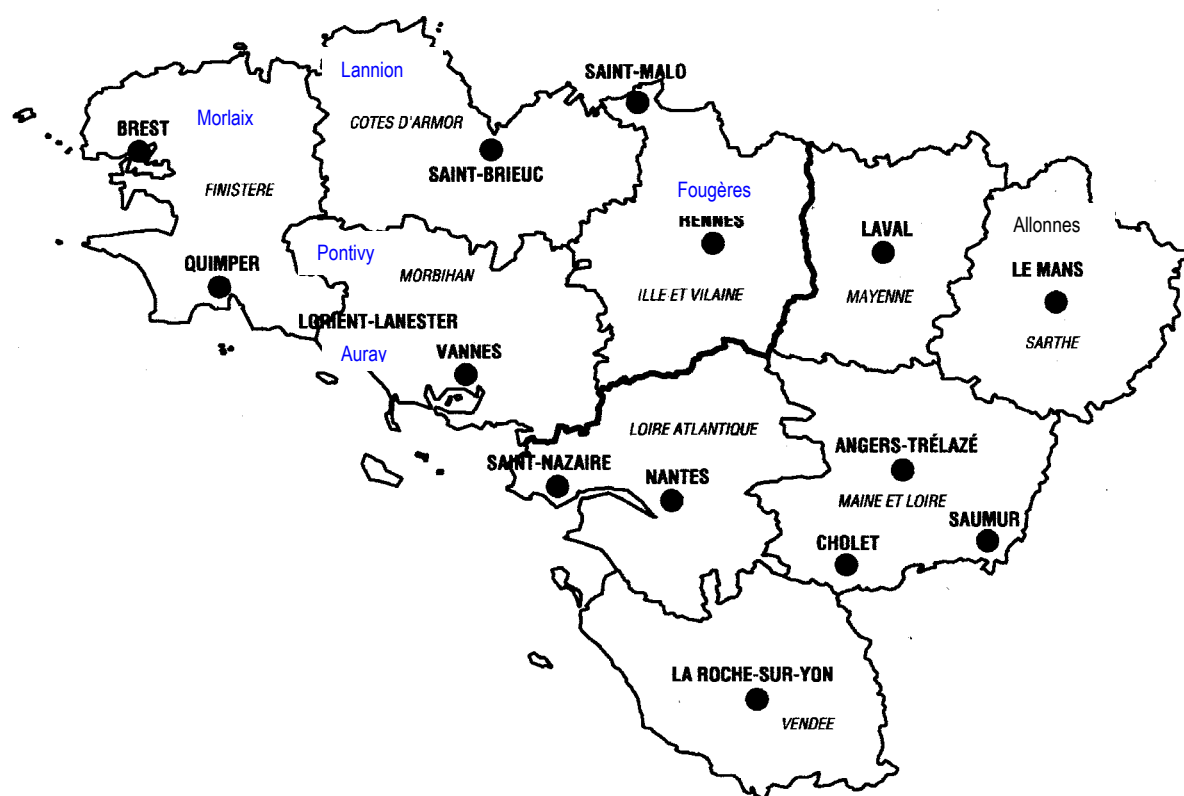 Lannion
SAINT-MALO
Morlaix
COTES D'ARMOR
BREST
SAINT-BRIEUC
FINISTERE
Fougères
RENNES
LAVAL
Allonnes
Pontivy
QUIMPER
MORBIHAN
LE MANS
ILLE ET VILAINE
MAYENNE
LORIENT-LANESTER
SARTHE
Auray
VANNES
LOIRE ATLANTIQUE
ANGERS-TRÉLAZÉ
SAINT-NAZAIRE
NANTES
MAINE ET LOIRE
SAUMUR
CHOLET
LA ROCHE-SUR-YON
VENDEE